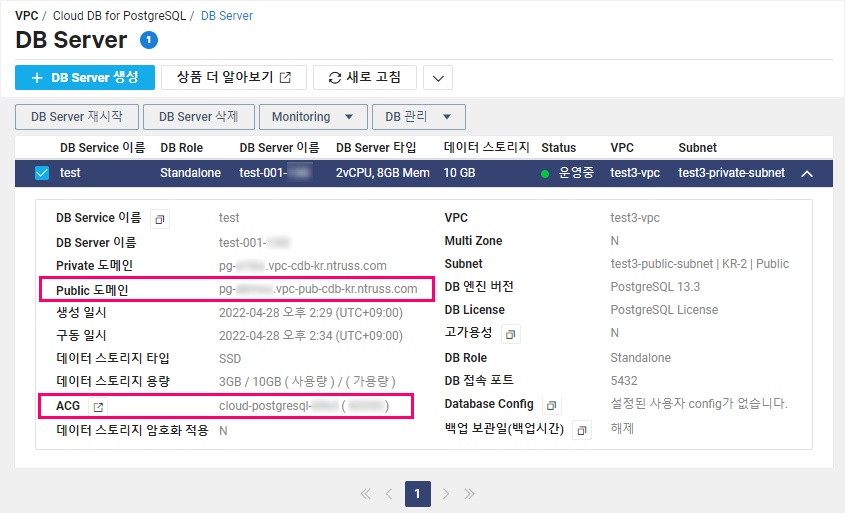 VPC / Cloud DB for PostgreSQL / DB Server
DB Server 1
+ DB Server 생성 상품 더 알아보기 새로 고침
DB Server 재시작 DB Server 삭제 Monitoring DB 관리
DB Service 이름 DB Role DB Server 이름 DB Server 타입 데이터 스토리지 Status VPC Subnet
test Standalone test-001- 2vCPU, 8GB Mem 10 GB 운영중 test3-vpc test3-private-subnet
DB Service 이름 test
DB Server 이름 test-001-
Private 도메인 pg- .vpc-cdb-kr.ntruss.com
Public 도메인 pg- .vpc-pub-cdb-kr.ntruss.com
생성 일시 2022-04-28 오후 2:29 (UTC+09:00)
구동 일시 2022-04-28 오후 2:34 (UTC+09:00)
데이터 스토리지 타입 SSD
데이터 스토리지 용량 3GB / 10GB ( 사용량 ) / ( 가용량 )
ACG cloud-postgresql- ( )
데이터 스토리지 암호화 적용 N
VPC test3-vpc
Multi Zone N
Subnet test3-public-subnet | KR-2 | Public
DB 엔진 버전 PostgreSQL 13.3
DB License PostgreSQL License
고가용성 N
DB Role Standalone
DB 접속 포트 5432
Database Config 설정된 사용자 config가 없습니다.
백업 보관일(백업시간) 해제
1